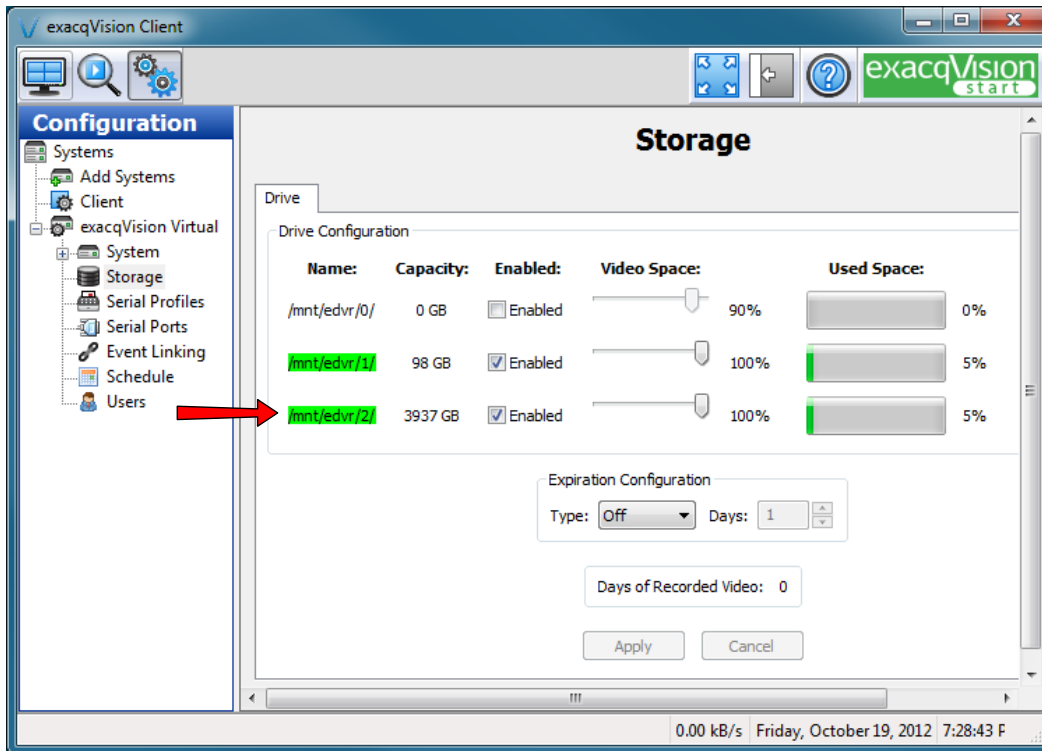 exacqVision Client
exacqVision
start
Configuration
Systems
Add Systems
Client
exacqVision Virtual
System
Storage
Serial Profiles
Serial Ports
Event Linking
Schedule
Users
Storage
Drive
Drive Configuration
Name: Capacity: Enabled: Video Space: Used Space:
/mnt/edvr/0/ 0 GB Enabled 90% 0%
/mnt/edvr/1/ 98 GB Enabled 100% 5%
/mnt/edvr/2/ 3937 GB Enabled 100% 5%
Expiration Configuration
Type: Off Days: 1
Days of Recorded Video: 0
Apply Cancel
0.00 kB/s Friday, October 19, 2012 7:28:43 P